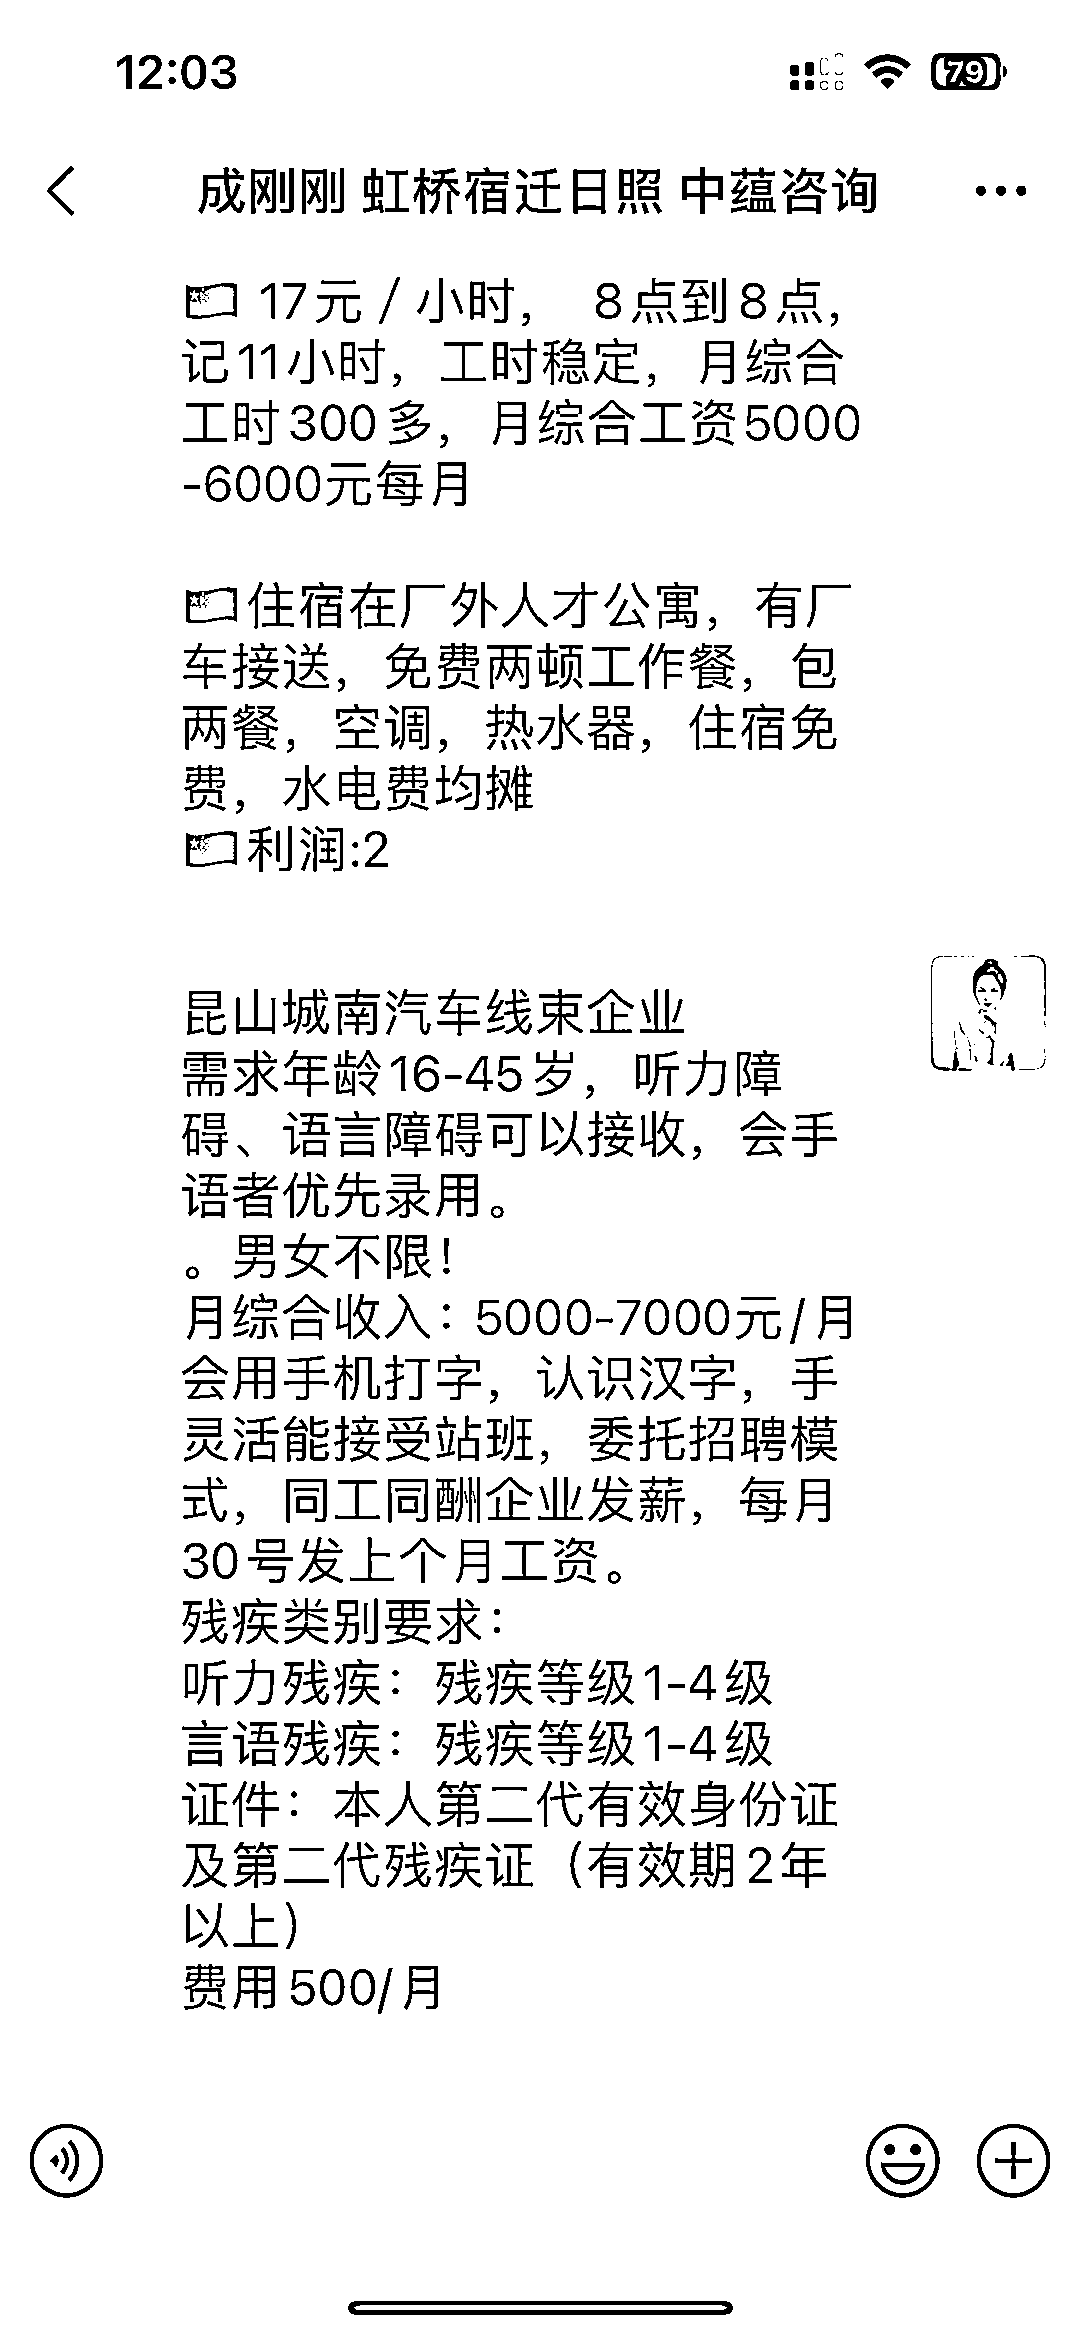 12:03
79
成刚刚 虹桥宿迁日照 中蕴咨询
🇨🇳 17元/小时， 8点到8点，
记11小时，工时稳定，月综合
工时300多，月综合工资5000
-6000元每月
🇨🇳住宿在厂外人才公寓，有厂
车接送，免费两顿工作餐，包
两餐，空调，热水器，住宿免
费，水电费均摊
🇨🇳利润:2
昆山城南汽车线束企业
需求年龄16-45岁，听力障
碍、语言障碍可以接收，会手
语者优先录用。
。男女不限！
月综合收入：5000-7000元/月
会用手机打字，认识汉字，手
灵活能接受站班，委托招聘模
式，同工同酬企业发薪，每月
30号发上个月工资。
残疾类别要求：
听力残疾：残疾等级1-4级
言语残疾：残疾等级1-4级
证件：本人第二代有效身份证
及第二代残疾证（有效期2年
以上）
费用500/月